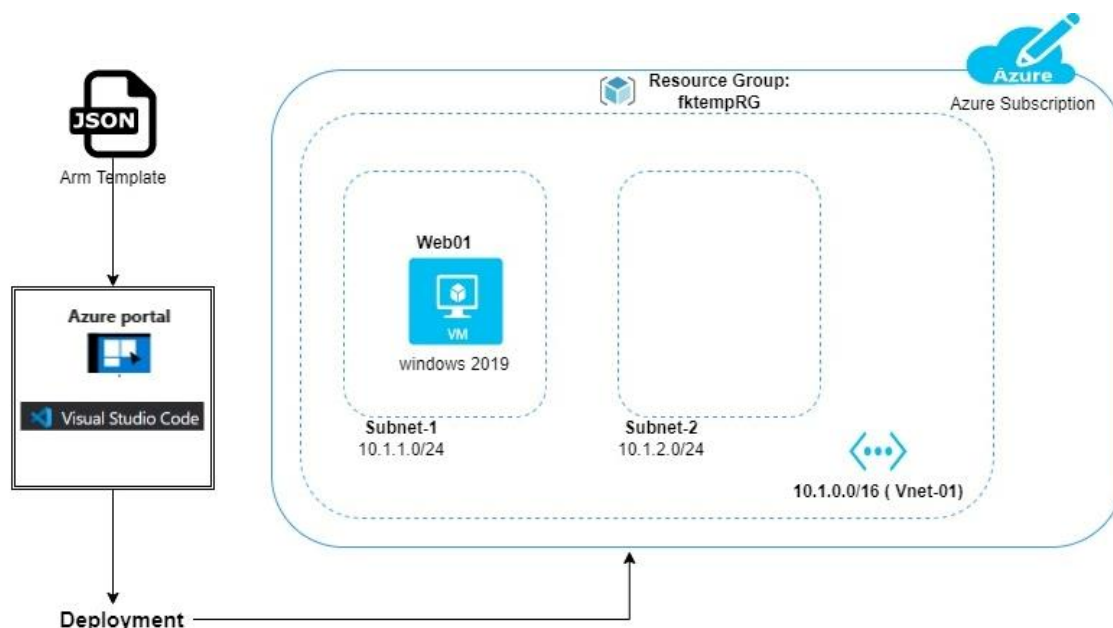 JSON
Arm Template
Azure portal
Visual Studio Code
Deployment
Azure
Azure Subscription
Resource Group:
fktempRG
Web01
VM
windows 2019
Subnet-1
10.1.1.0/24
Subnet-2
10.1.2.0/24
10.1.0.0/16 ( Vnet-01)